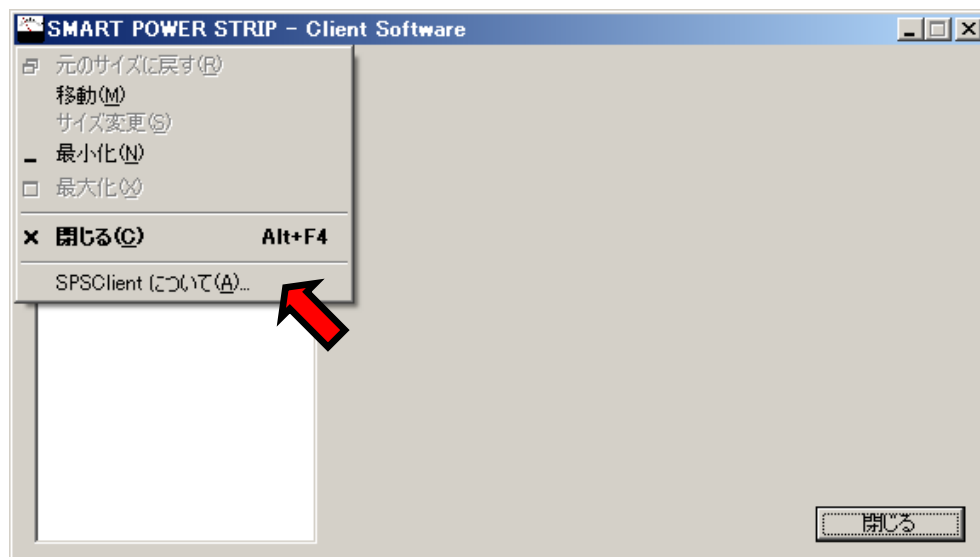 SMART POWER STRIP - Client Software
元のサイズに戻す(R)
移動(M)
サイズ変更(S)
最小化(N)
最大化(X)
閉じる(C) Alt+F4
SPSClient について(A)...
閉じる